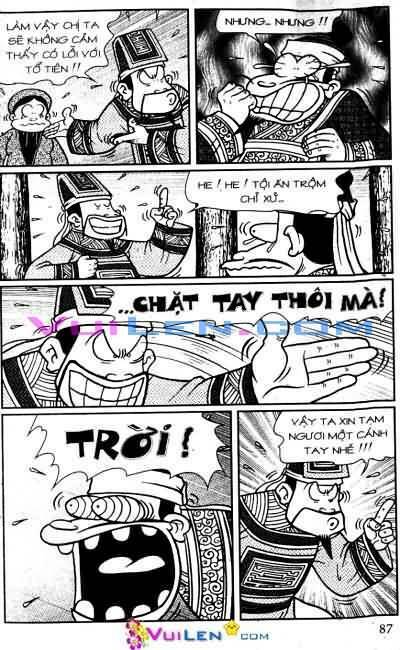 LÀM VẬY CHỊ TA
SẼ KHÔNG CẢM
THẤY CÓ LỖI VỚI
TỔ TIÊN!!
NHƯNG... NHƯNG!!
HE! HE! TỘI ĂN TRỘM
CHỈ XỬ...
...CHẶT TAY THÔI MÀ!
VUILEN.COM
TRỜI!
VẬY TA XIN TẠM
NGƯƠI MỘT CÁNH
TAY NHÉ!!!
87
VUILEN.COM